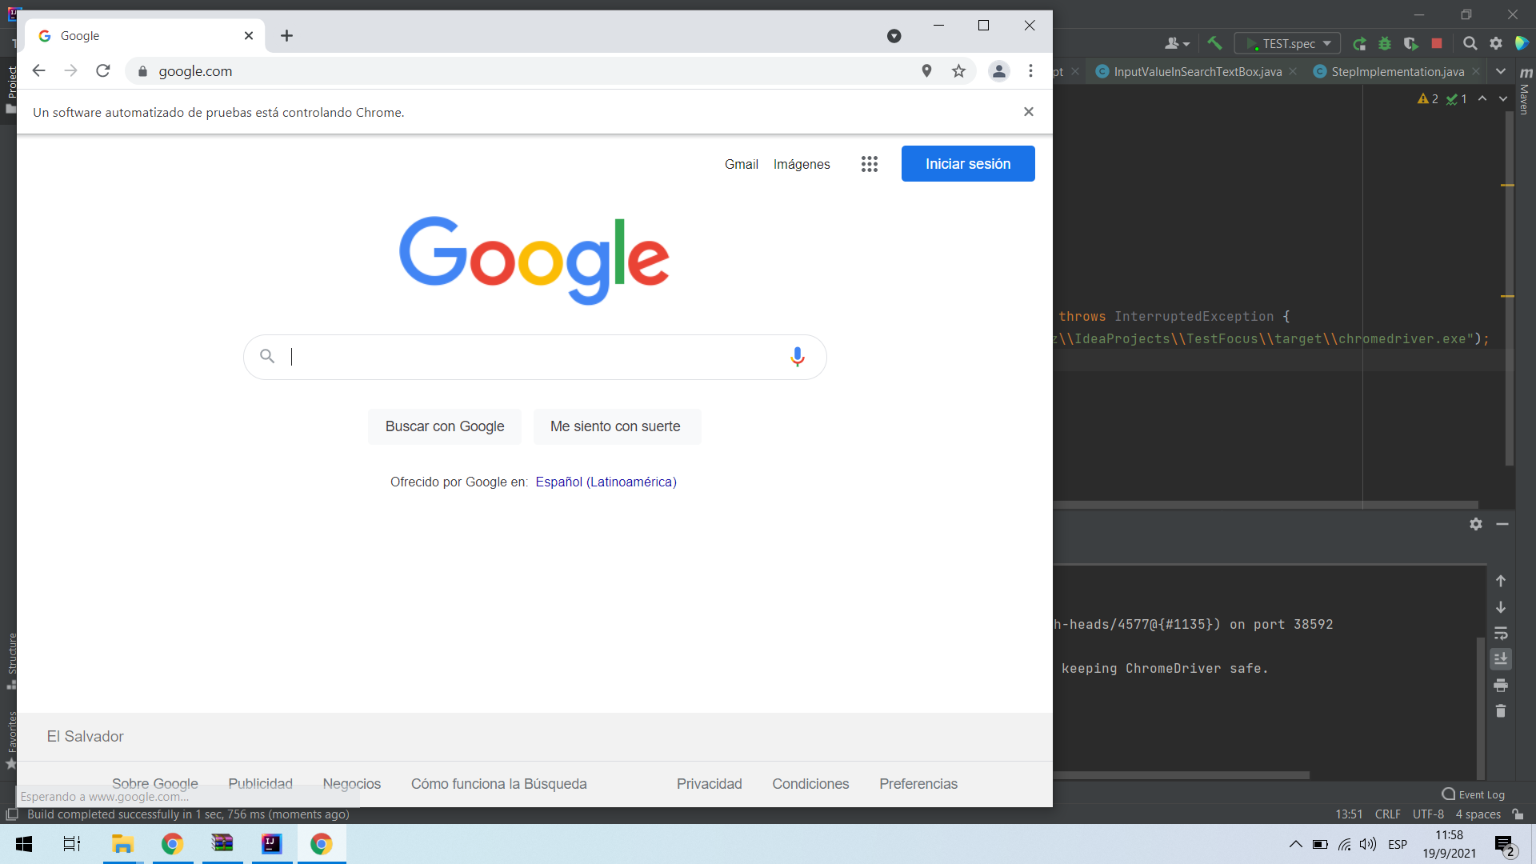 Google
google.com
Un software automatizado de pruebas está controlando Chrome.
Gmail Imágenes Iniciar sesión
Google
Buscar con Google Me siento con suerte
Ofrecido por Google en: Español (Latinoamérica)
El Salvador
Sobre Google Publicidad Negocios Cómo funciona la Búsqueda Privacidad Condiciones Preferencias
Esperando a www.google.com...
TEST.spec
pt InputValueInSearchTextBox.java StepImplementation.java
2 1
throws InterruptedException {
z\\IdeaProjects\\TestFocus\\target\\chromedriver.exe");
h-heads/4577@{#1135}) on port 38592
keeping ChromeDriver safe.
Project
Structure
Favorites
Maven
Event Log
Build completed successfully in 1 sec, 756 ms (moments ago)
13:51 CRLF UTF-8 4 spaces
ESP
11:58
19/9/2021
2